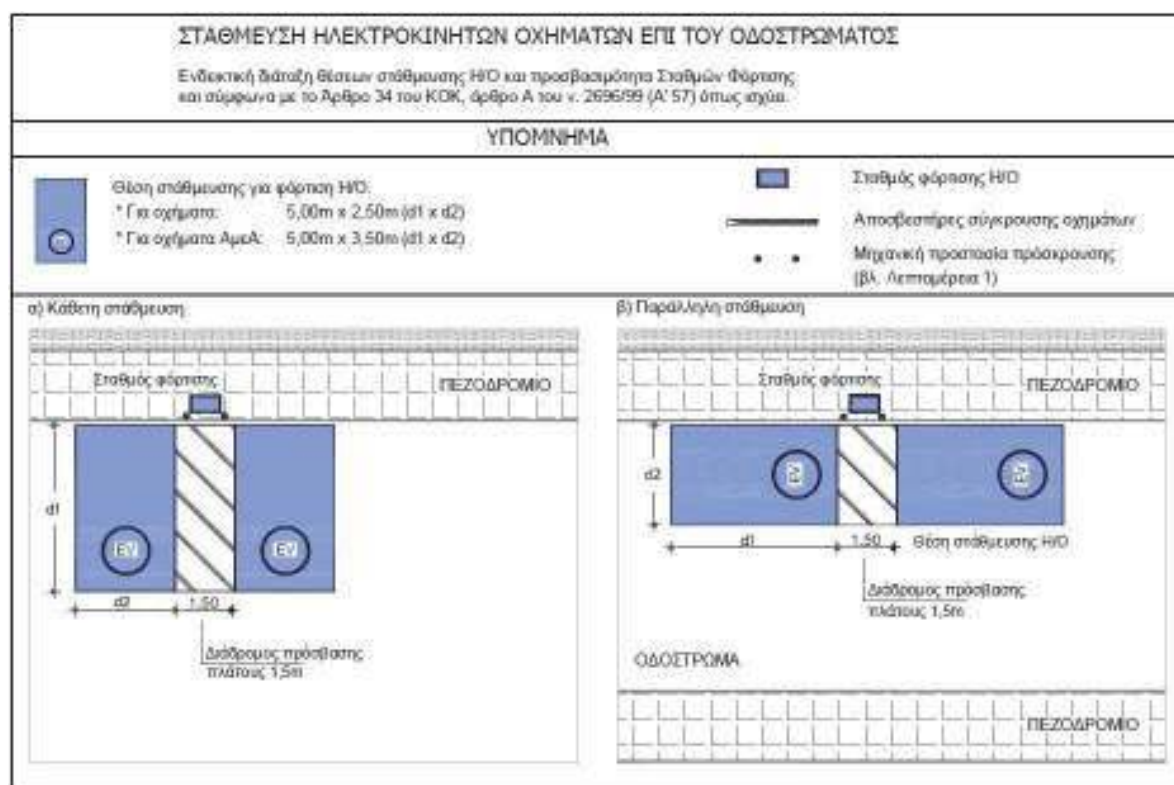 ΣΤΑΘΜΕΥΣΗ ΗΛΕΚΤΡΟΚΙΝΗΤΩΝ ΟΧΗΜΑΤΩΝ ΕΠΙ ΤΟΥ ΟΔΟΣΤΡΩΜΑΤΟΣ
Ενδεικτική διάταξη θέσεων στάθμευσης Η/Ο και προσβασιμότητα Σταθμών Φόρτισης
και σύμφωνα με το Άρθρο 34 του ΚΟΚ, άρθρο Α του ν. 2696/99 (Α' 57) όπως ισχύει.
ΥΠΟΜΝΗΜΑ
Θέση στάθμευσης για φόρτιση Η/Ο:
* Για οχήματα: 5,00m x 2,50m (d1 x d2)
* Για οχήματα ΑμεΑ: 5,00m x 3,50m (d1 x d2)
Σταθμός φόρτισης Η/Ο
Αποσβεστήρες σύγκρουσης οχημάτων
Μηχανική προστασία πρόσκρουσης
(βλ. Λεπτομέρεια 1)
α) Κάθετη στάθμευση
Σταθμός φόρτισης
ΠΕΖΟΔΡΟΜΙΟ
d1
EV
EV
d2
1,50
Διάδρομος πρόσβασης
πλάτους 1,5m
β) Παράλληλη στάθμευση
Σταθμός φόρτισης
ΠΕΖΟΔΡΟΜΙΟ
d2
EV
EV
d1
1,50
Θέση στάθμευσης Η/Ο
Διάδρομος πρόσβασης
πλάτους 1,5m
ΟΔΟΣΤΡΩΜΑ
ΠΕΖΟΔΡΟΜΙΟ